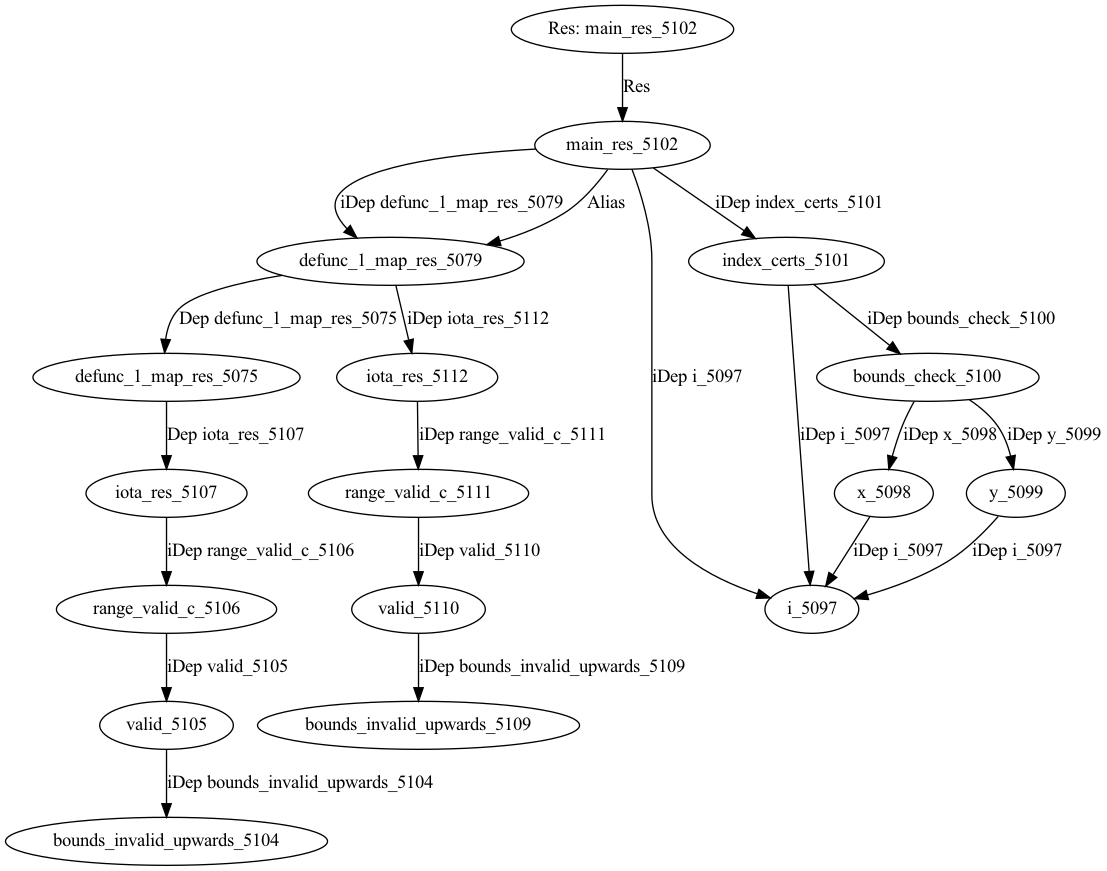 Res: main_res_5102
Res
main_res_5102
iDep defunc_1_map_res_5079
Alias
iDep index_certs_5101
defunc_1_map_res_5079
index_certs_5101
Dep defunc_1_map_res_5075
iDep iota_res_5112
iDep bounds_check_5100
defunc_1_map_res_5075
iota_res_5112
iDep i_5097
bounds_check_5100
Dep iota_res_5107
iDep range_valid_c_5111
iDep i_5097
iDep x_5098
iDep y_5099
iota_res_5107
range_valid_c_5111
x_5098
y_5099
iDep range_valid_c_5106
iDep valid_5110
iDep i_5097
iDep i_5097
range_valid_c_5106
valid_5110
i_5097
iDep valid_5105
iDep bounds_invalid_upwards_5109
valid_5105
bounds_invalid_upwards_5109
iDep bounds_invalid_upwards_5104
bounds_invalid_upwards_5104